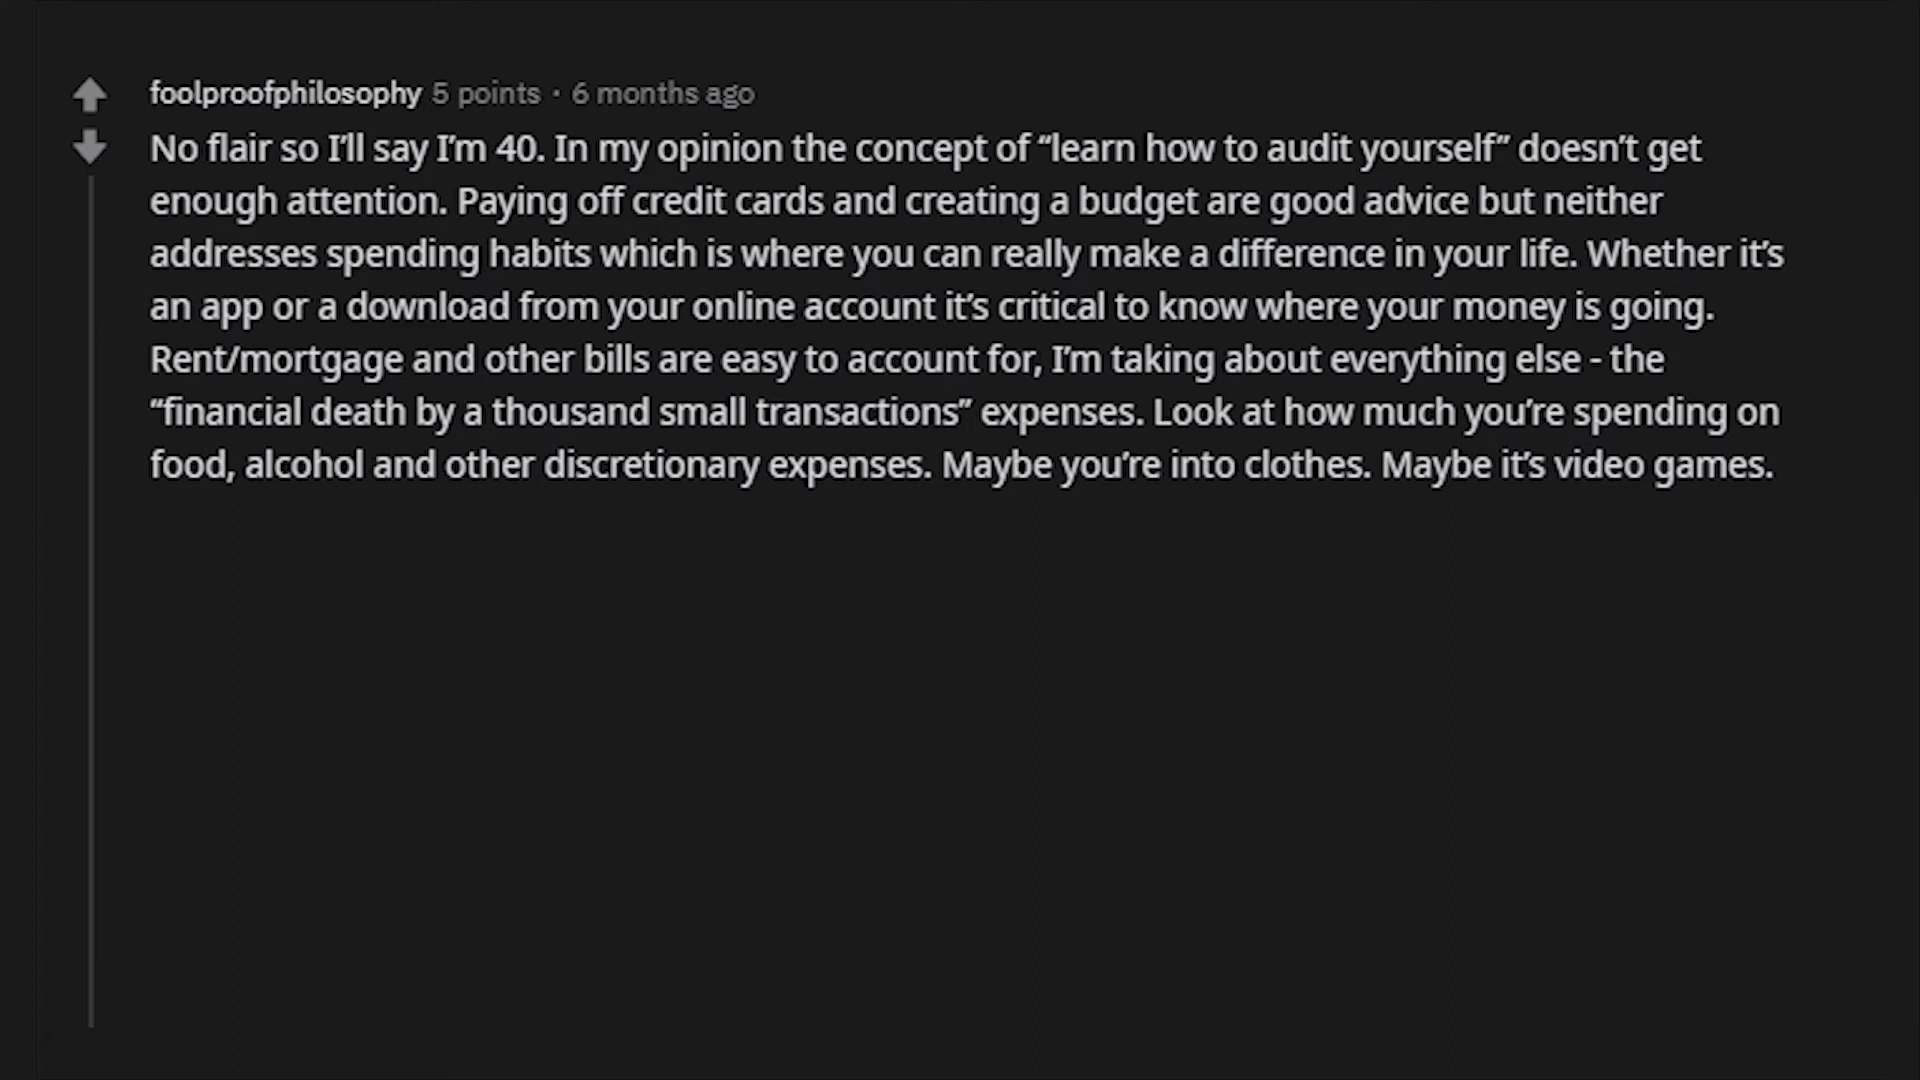 foolproofphilosophy 5 points · 6 months ago
No flair so I’ll say I’m 40. In my opinion the concept of “learn how to audit yourself” doesn’t get
enough attention. Paying off credit cards and creating a budget are good advice but neither
addresses spending habits which is where you can really make a difference in your life. Whether it’s
an app or a download from your online account it’s critical to know where your money is going.
Rent/mortgage and other bills are easy to account for, I’m taking about everything else - the
“financial death by a thousand small transactions” expenses. Look at how much you’re spending on
food, alcohol and other discretionary expenses. Maybe you’re into clothes. Maybe it’s video games.